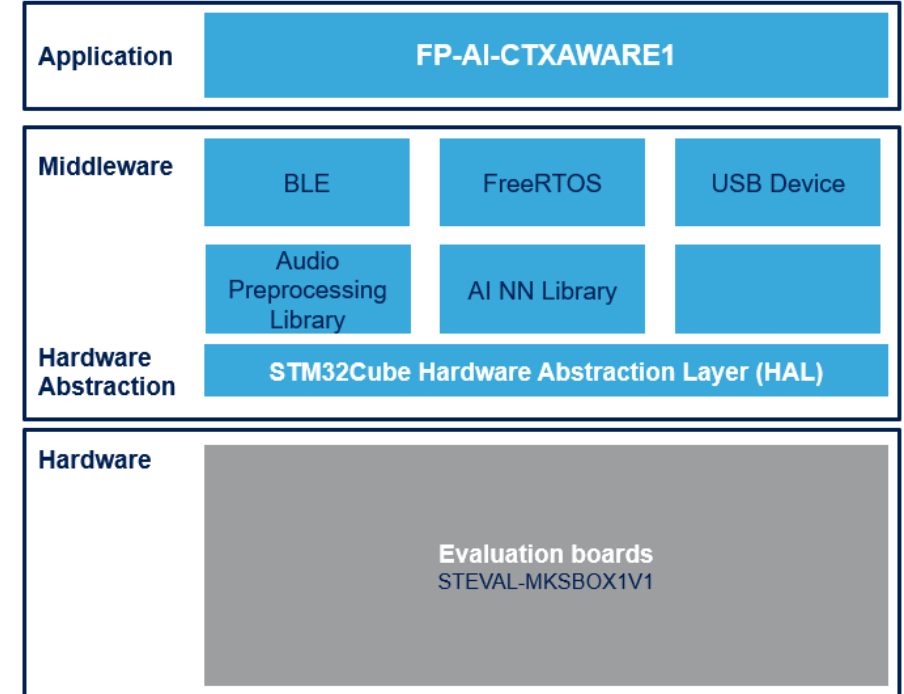 Application
FP-AI-CTXAWARE1
Middleware
BLE
FreeRTOS
USB Device
Audio
Preprocessing
Library
AI NN Library
Hardware
Abstraction
STM32Cube Hardware Abstraction Layer (HAL)
Hardware
Evaluation boards
STEVAL-MKSBOX1V1